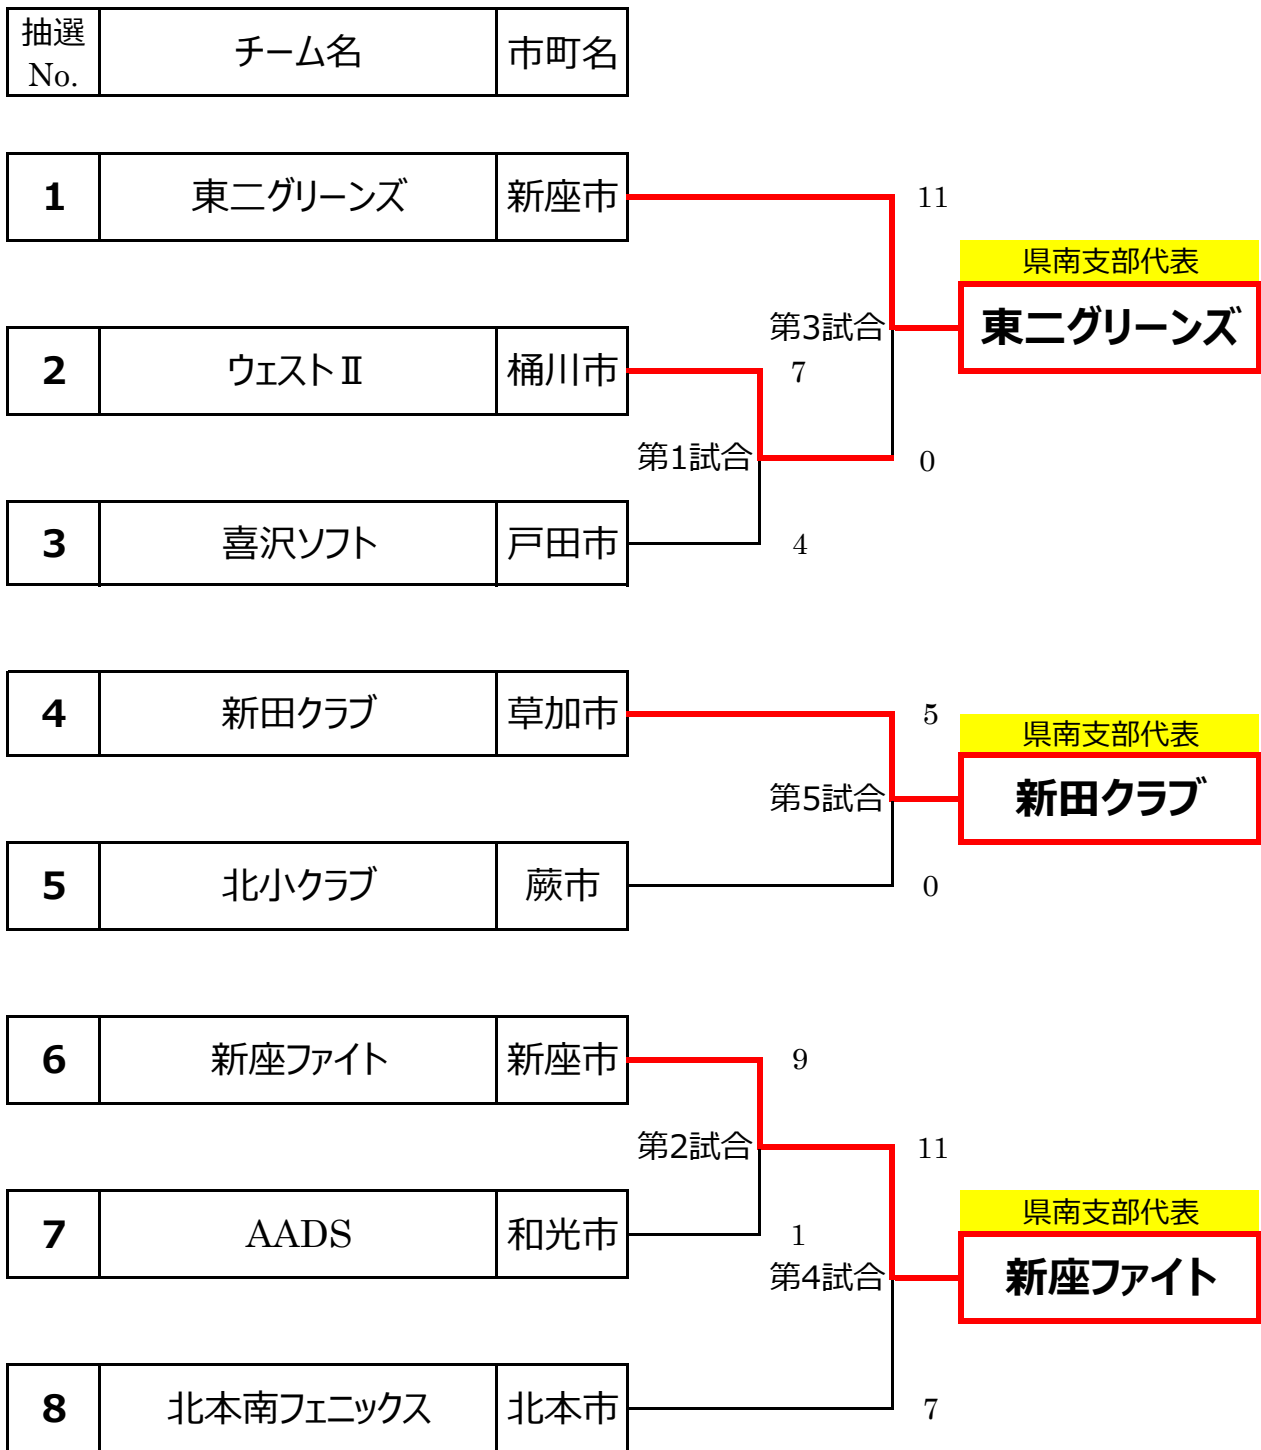 抽選 No.
チーム名
市町名
1 東二グリーンズ 新座市
11
県南支部代表
東二グリーンズ
第3試合
2 ウェストⅡ 桶川市
7
第1試合
0
3 喜沢ソフト 戸田市
4
4 新田クラブ 草加市
5
県南支部代表
新田クラブ
第5試合
5 北小クラブ 蕨市
0
6 新座ファイト 新座市
9
第2試合
11
7 AADS 和光市
1
県南支部代表
新座ファイト
第4試合
8 北本南フェニックス 北本市
7